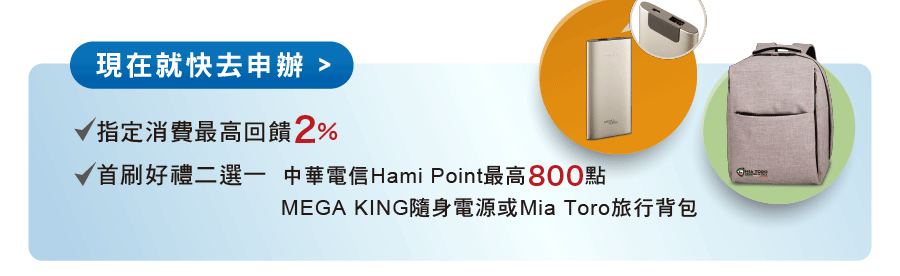 現在就快去申辦 >
指定消費最高回饋2%
首刷好禮二選一 中華電信Hami Point最高800點
MEGA KING隨身電源或Mia Toro旅行背包
MIA TORO